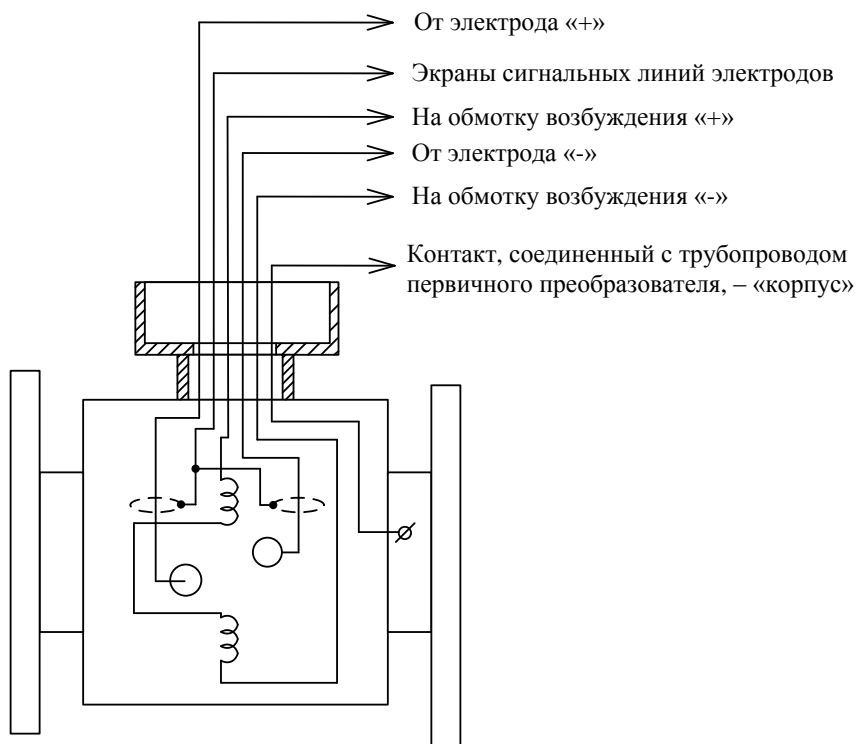 От электрода «+»
Экраны сигнальных линий электродов
На обмотку возбуждения «+»
От электрода «-»
На обмотку возбуждения «-»
Контакт, соединенный с трубопроводом
первичного преобразователя, – «корпус»